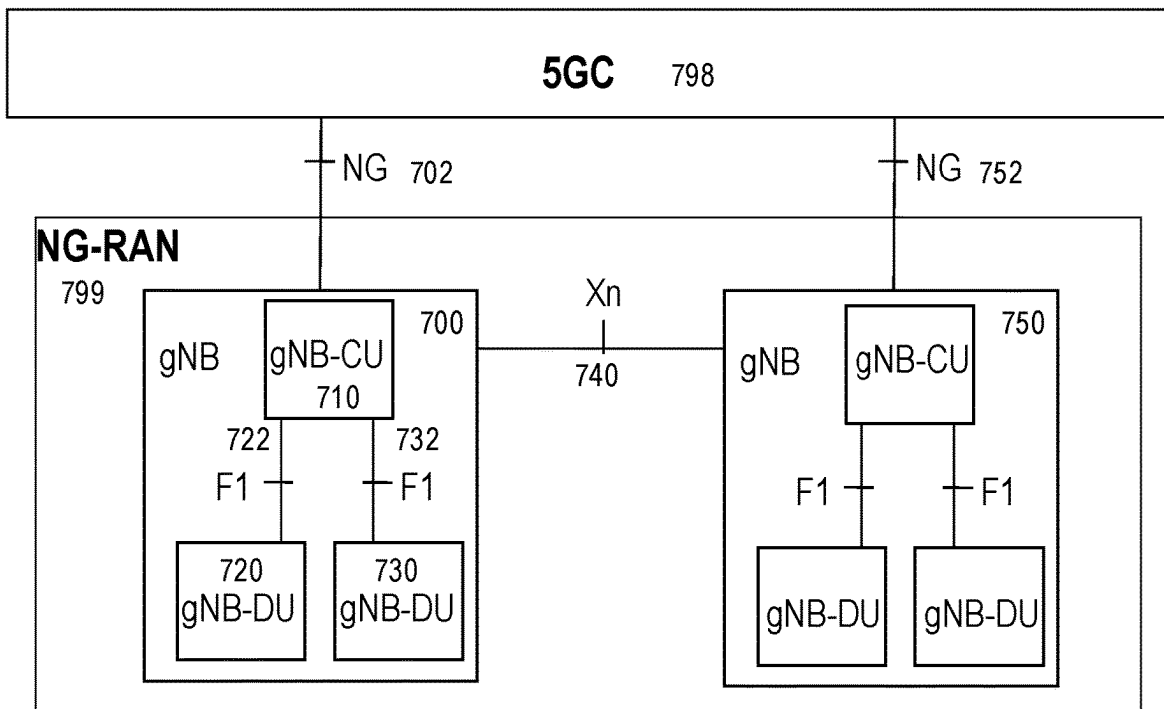 5GC 798
NG 702
NG 752
NG-RAN
799
Xn
700
750
gNB
gNB-CU
710
740
gNB
gNB-CU
722
732
F1
F1
F1
F1
720
730
gNB-DU
gNB-DU
gNB-DU
gNB-DU